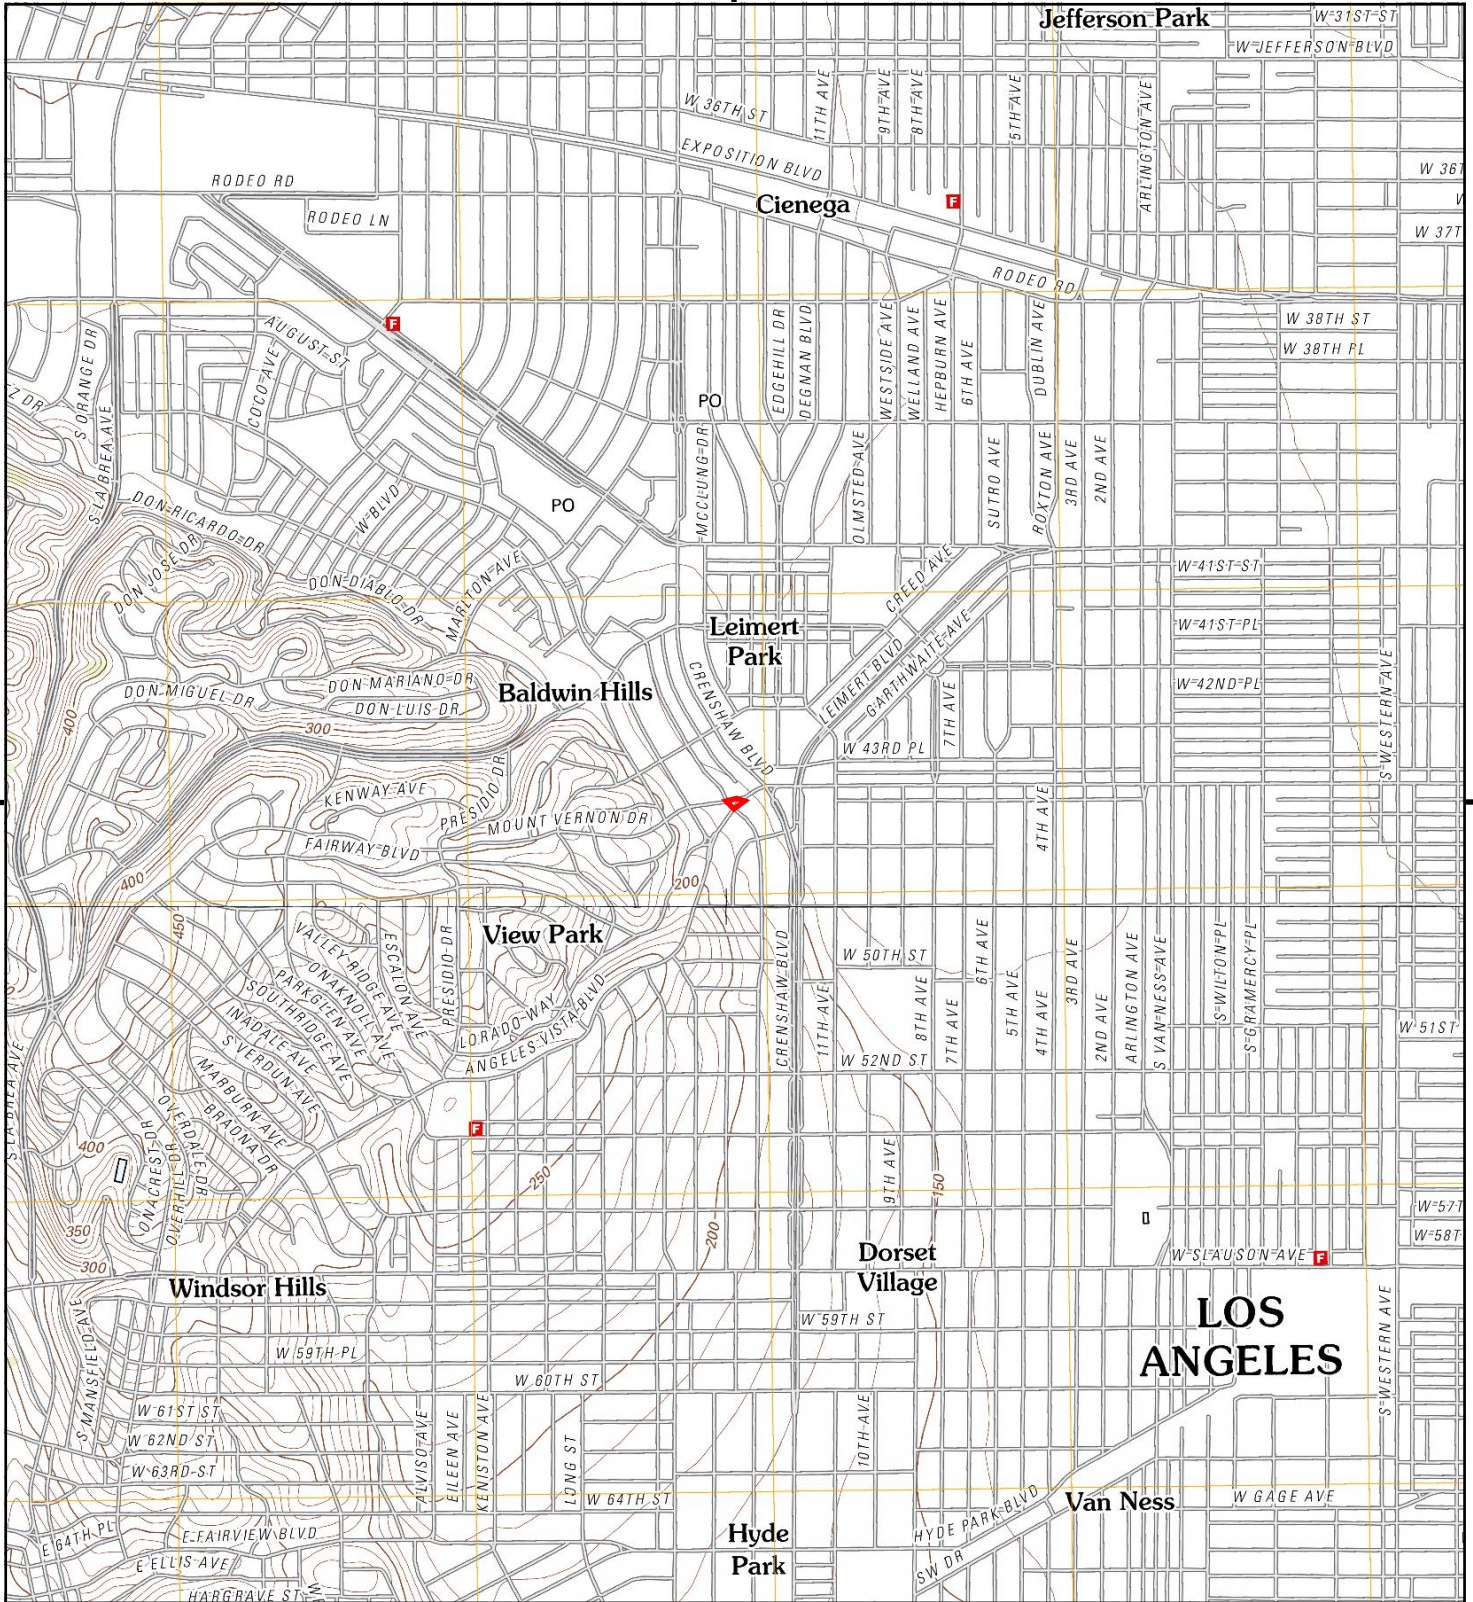 Jefferson Park
W 31ST ST
W JEFFERSON BLVD
W 36TH ST
11TH AVE
9TH AVE
8TH AVE
5TH AVE
ARLINGTON AVE
EXPOSITION BLVD
W 36T
RODEO RD
RODEO LN
Cienega
F
W 37T
RODEO RD
F
AUGUST ST
COCO AVE
S ORANGE DR
Z DR
S LA BREA AVE
EDGEHILL DR
DEGNAN BLVD
WESTSIDE AVE
WELLAND AVE
HEPBURN AVE
6TH AVE
DUBLIN AVE
W 38TH ST
W 38TH PL
PO
PO
MCCLUNG DR
OLMSTED AVE
SUTRO AVE
ROXTON AVE
3RD AVE
2ND AVE
DON RICARDO DR
W BLVD
DON JOSE DR
DON DIABLO DR
MARLTON AVE
CREED AVE
W 41ST ST
W 41ST PL
Leimert
Park
LEIMERT BLVD
GARTHWAITE AVE
CRENSHAW BLVD
DON MARIANO DR
DON MIGUEL DR
DON LUIS DR
Baldwin Hills
400
300
W 42ND PL
7TH AVE
W 43RD PL
S WESTERN AVE
KENWAY AVE
PRESIDIO DR
MOUNT VERNON DR
FAIRWAY BLVD
4TH AVE
400
200
450
View Park
VALLEY RIDGE AVE
ESCALON AVE
PRESIDIO DR
ONAKNOLL AVE
PARKGLEN AVE
SOUTHRIDGE AVE
INADALE AVE
S VERDUN AVE
MARBURN AVE
BRADNA DR
LORADO WAY
ANGELES VISTA BLVD
CRENSHAW BLVD
11TH AVE
W 50TH ST
8TH AVE
7TH AVE
6TH AVE
5TH AVE
4TH AVE
3RD AVE
2ND AVE
ARLINGTON AVE
S VAN NESS AVE
S WILTON PL
S GRAMERCY PL
W 51ST
W 52ND ST
S LA BREA AVE
OVERDALE DR
ONACREST DR
OVERHILL DR
F
400
350
300
250
200
150
9TH AVE
W 57T
W 58T
W SLAUSON AVE
F
Dorset
Village
Windsor Hills
LOS
ANGELES
W 59TH ST
S MANSFIELD AVE
W 59TH PL
W 60TH ST
S WESTERN AVE
W 61ST ST
W 62ND ST
W 63RD ST
ALVISO AVE
EILEEN AVE
KENISTON AVE
LONG ST
10TH AVE
W 64TH ST
HYDE PARK BLVD
Van Ness
W GAGE AVE
E 64TH PL
E FAIRVIEW BLVD
E ELLIS AVE
HARGRAVE ST
Hyde
Park
SW DR